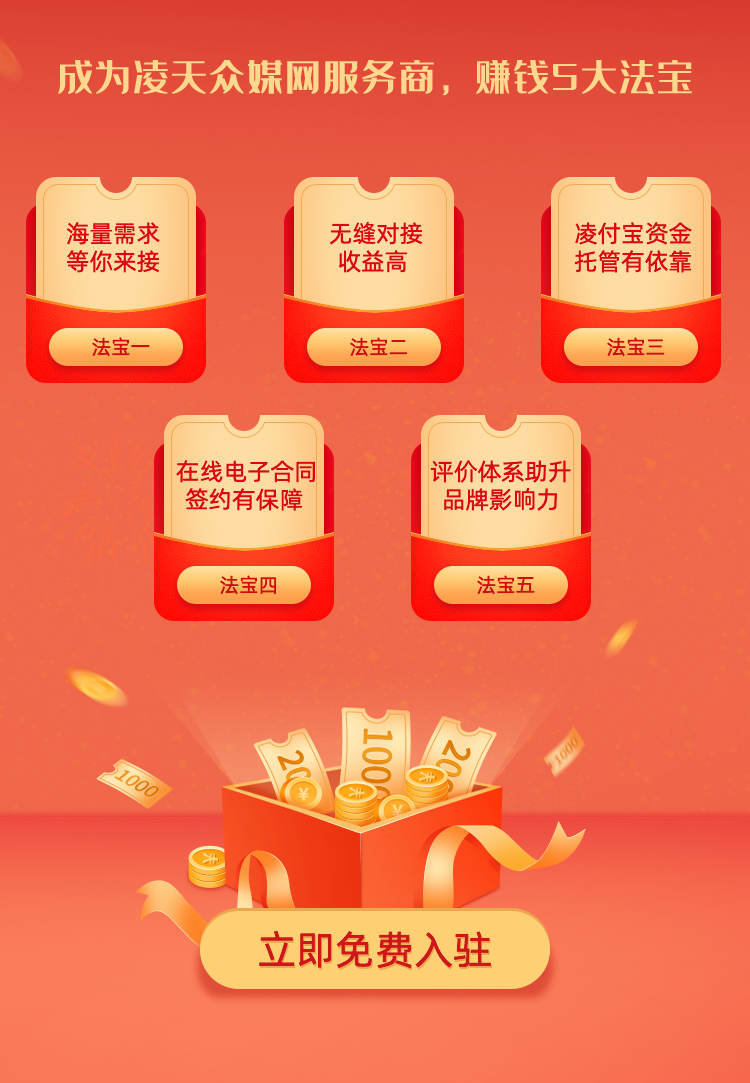 成为凌天众媒网服务商，赚钱5大法宝
海量需求
等你来接
法宝一
无缝对接
收益高
法宝二
凌付宝资金
托管有依靠
法宝三
在线电子合同
签约有保障
法宝四
评价体系助升
品牌影响力
法宝五
1000
1000
1000
立即免费入驻